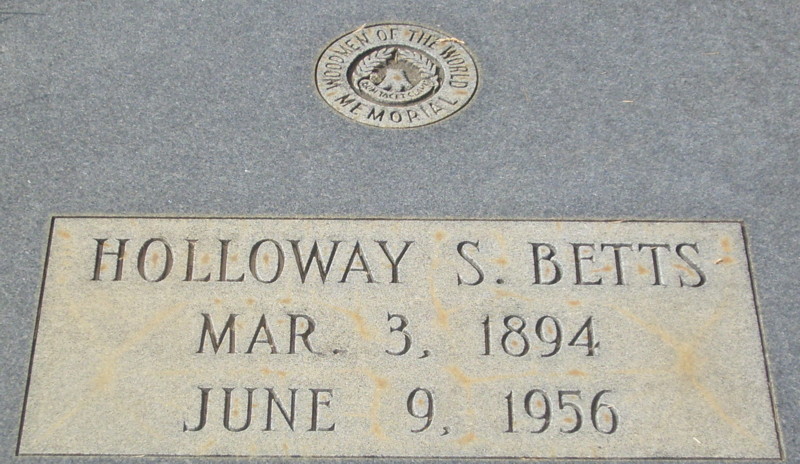 WOODMEN OF THE WORLD
MEMORIAL
HOLLOWAY S. BETTS
MAR. 3, 1894
JUNE 9, 1956